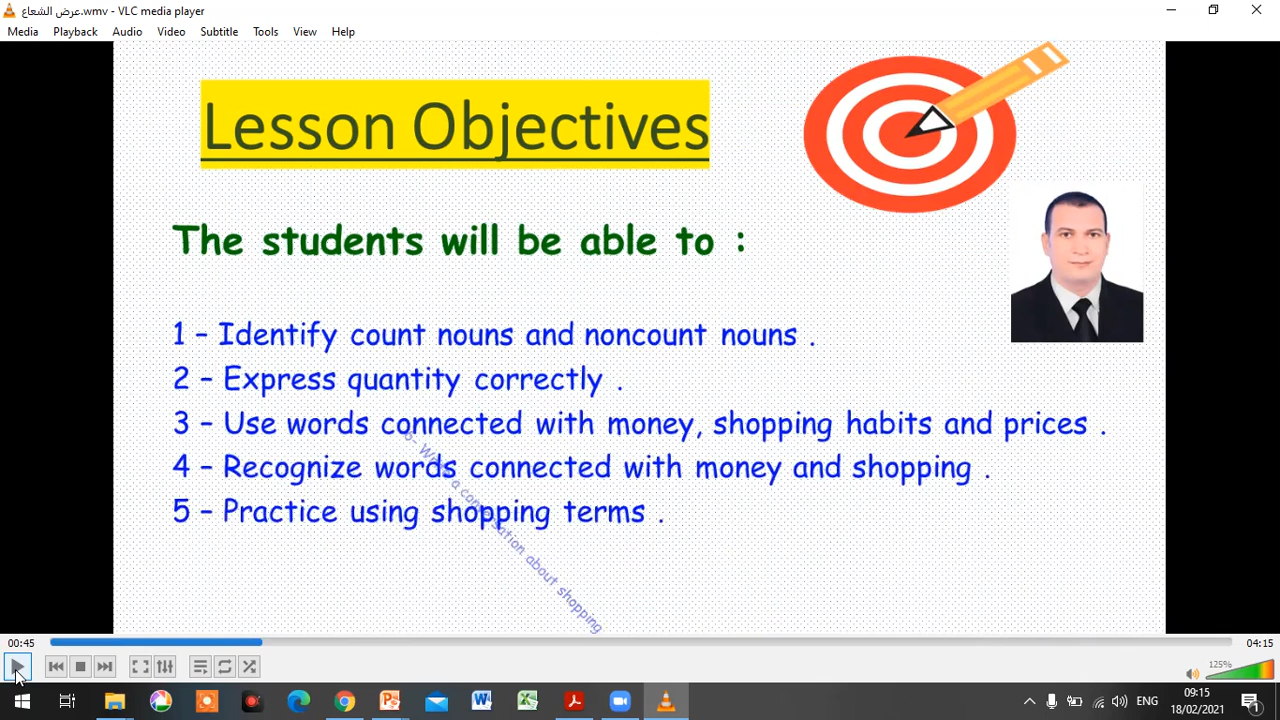 عرض الشعاع.wmv - VLC media player
Media Playback Audio Video Subtitle Tools View Help
Lesson Objectives
The students will be able to :
1 – Identify count nouns and noncount nouns .
2 – Express quantity correctly .
3 – Use words connected with money, shopping habits and prices .
4 – Recognize words connected with money and shopping .
5 – Practice using shopping terms .
6- Write a conversation about shopping
00:45
04:15
125%
ENG
09:15
18/02/2021
1